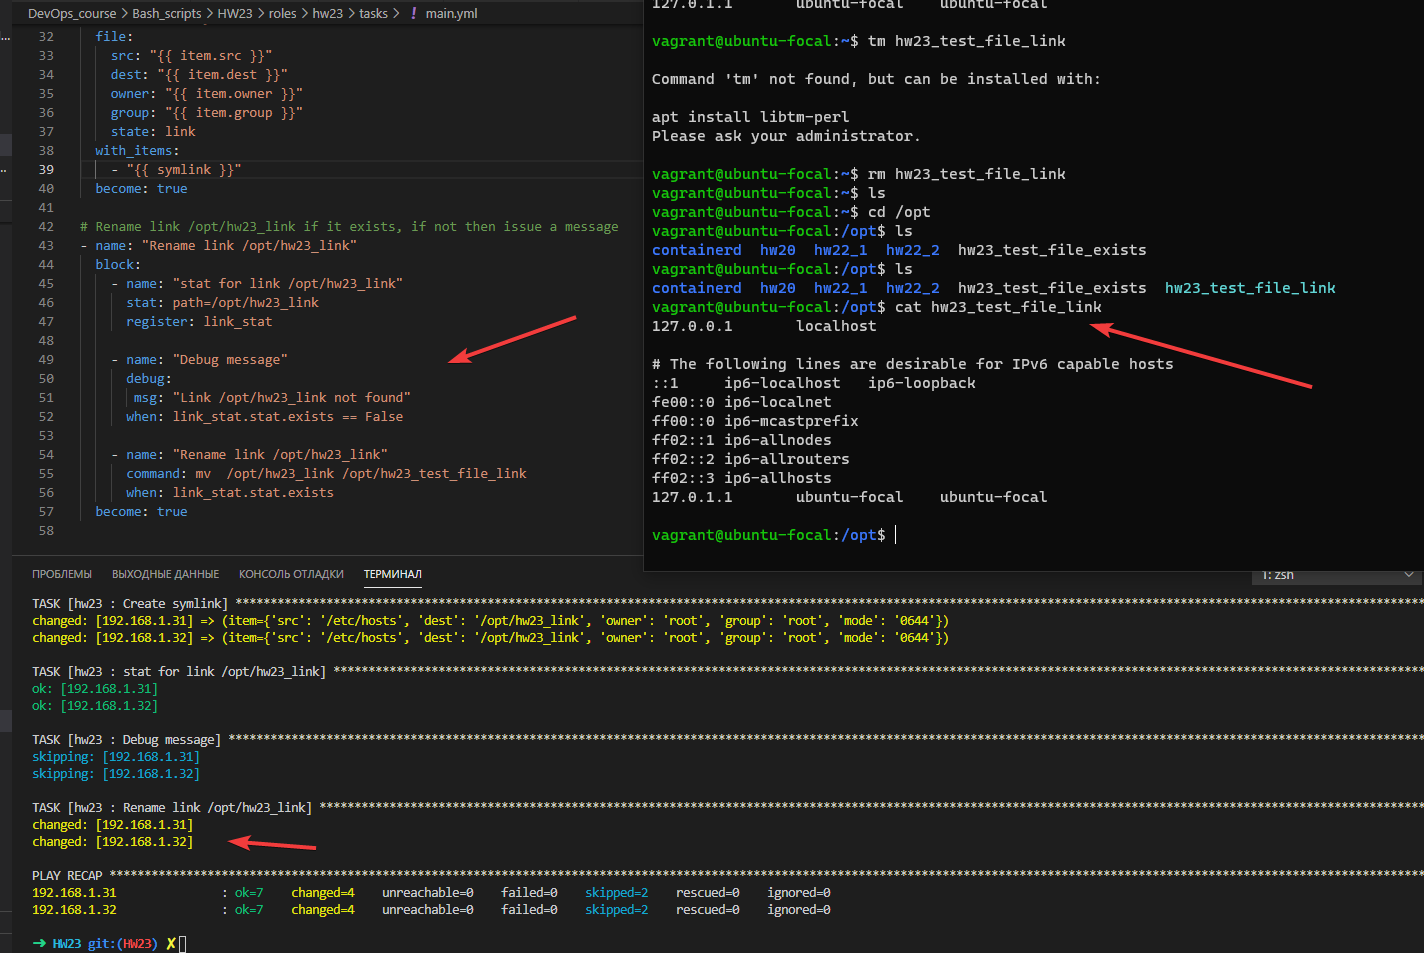 DevOps_course > Bash_scripts > HW23 > roles > hw23 > tasks > ! main.yml
32 file:
33 src: "{{ item.src }}"
34 dest: "{{ item.dest }}"
35 owner: "{{ item.owner }}"
36 group: "{{ item.group }}"
37 state: link
38 with_items:
39 - "{{ symlink }}"
40 become: true
41
42 # Rename link /opt/hw23_link if it exists, if not then issue a message
43 - name: "Rename link /opt/hw23_link"
44 block:
45 - name: "stat for link /opt/hw23_link"
46 stat: path=/opt/hw23_link
47 register: link_stat
48
49 - name: "Debug message"
50 debug:
51 msg: "Link /opt/hw23_link not found"
52 when: link_stat.stat.exists == False
53
54 - name: "Rename link /opt/hw23_link"
55 command: mv  /opt/hw23_link /opt/hw23_test_file_link
56 when: link_stat.stat.exists
57 become: true
58
127.0.1.1       ubuntu-focal    ubuntu-focal
vagrant@ubuntu-focal:~$ tm hw23_test_file_link
Command 'tm' not found, but can be installed with:
apt install libtm-perl
Please ask your administrator.
vagrant@ubuntu-focal:~$ rm hw23_test_file_link
vagrant@ubuntu-focal:~$ ls
vagrant@ubuntu-focal:~$ cd /opt
vagrant@ubuntu-focal:/opt$ ls
containerd  hw20  hw22_1  hw22_2  hw23_test_file_exists
vagrant@ubuntu-focal:/opt$ ls
containerd  hw20  hw22_1  hw22_2  hw23_test_file_exists  hw23_test_file_link
vagrant@ubuntu-focal:/opt$ cat hw23_test_file_link
127.0.0.1       localhost
# The following lines are desirable for IPv6 capable hosts
::1     ip6-localhost   ip6-loopback
fe00::0 ip6-localnet
ff00::0 ip6-mcastprefix
ff02::1 ip6-allnodes
ff02::2 ip6-allrouters
ff02::3 ip6-allhosts
127.0.1.1       ubuntu-focal    ubuntu-focal
vagrant@ubuntu-focal:/opt$
ПРОБЛЕМЫ ВЫХОДНЫЕ ДАННЫЕ КОНСОЛЬ ОТЛАДКИ ТЕРМИНАЛ 1: zsh
TASK [hw23 : Create symlink] ****************************************
changed: [192.168.1.31] => (item={'src': '/etc/hosts', 'dest': '/opt/hw23_link', 'owner': 'root', 'group': 'root', 'mode': '0644'})
changed: [192.168.1.32] => (item={'src': '/etc/hosts', 'dest': '/opt/hw23_link', 'owner': 'root', 'group': 'root', 'mode': '0644'})
TASK [hw23 : stat for link /opt/hw23_link] ****************************************
ok: [192.168.1.31]
ok: [192.168.1.32]
TASK [hw23 : Debug message] ****************************************
skipping: [192.168.1.31]
skipping: [192.168.1.32]
TASK [hw23 : Rename link /opt/hw23_link] ****************************************
changed: [192.168.1.31]
changed: [192.168.1.32]
PLAY RECAP ****************************************
192.168.1.31 : ok=7 changed=4 unreachable=0 failed=0 skipped=2 rescued=0 ignored=0
192.168.1.32 : ok=7 changed=4 unreachable=0 failed=0 skipped=2 rescued=0 ignored=0
➜ HW23 git:(HW23) ✗